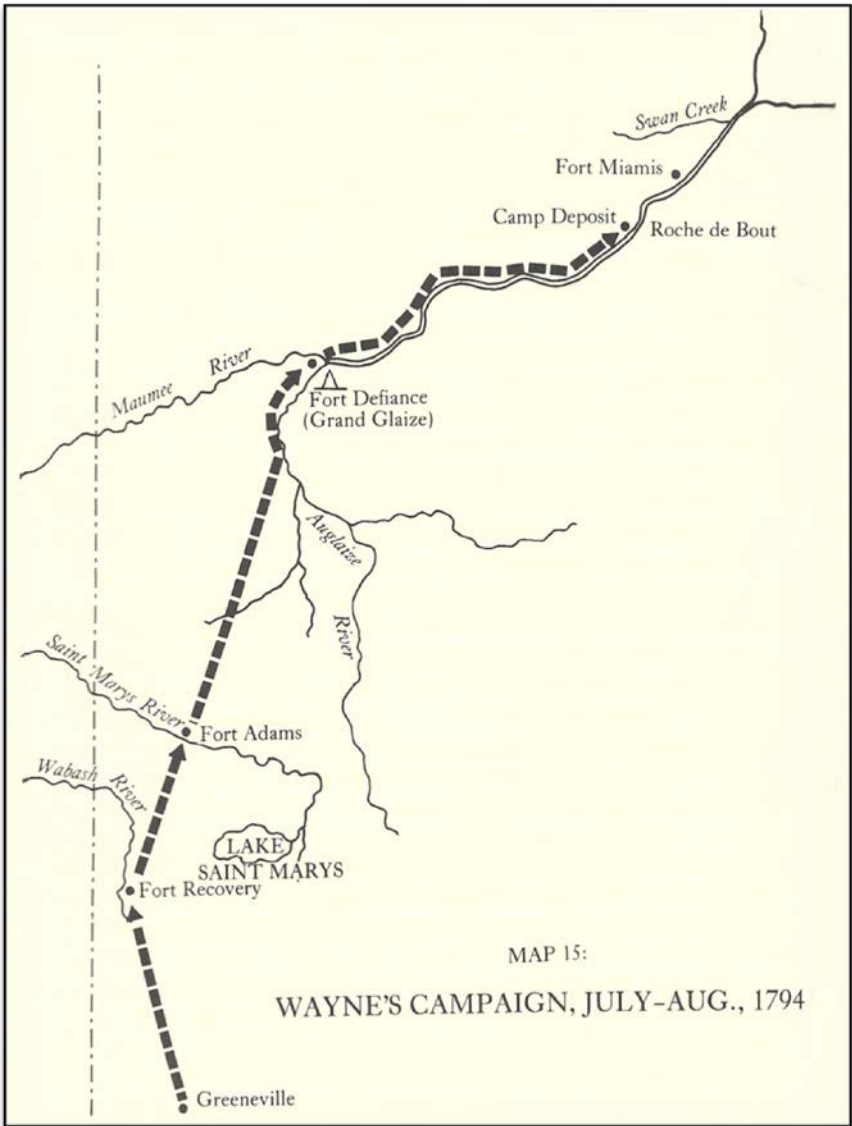 Swan Creek
Fort Miamis
Camp Deposit
Roche de Bout
Maumee River
Fort Defiance
(Grand Glaize)
Auglaize
River
Saint Marys River
Fort Adams
Wabash River
LAKE
SAINT MARYS
Fort Recovery
MAP 15:
WAYNE'S CAMPAIGN, JULY–AUG., 1794
Greeneville